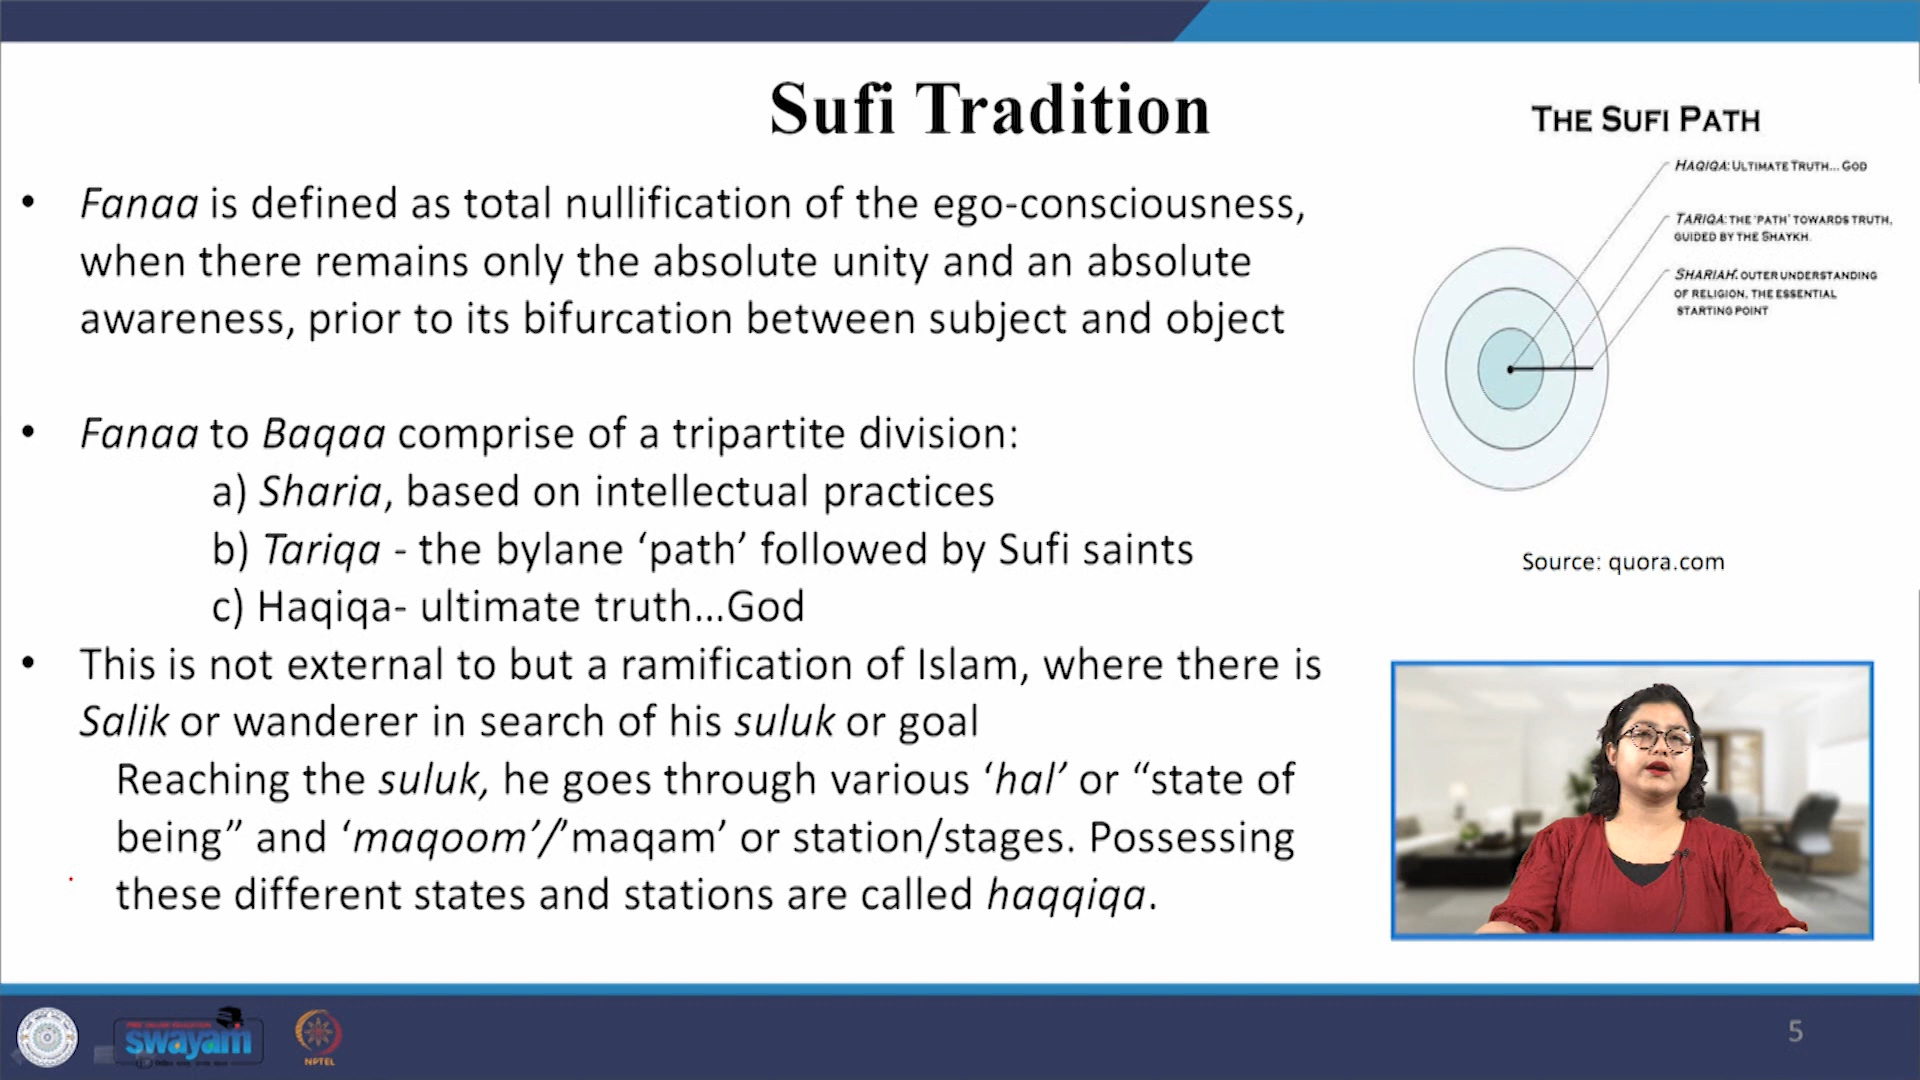 Sufi Tradition
• Fanaa is defined as total nullification of the ego-consciousness,
when there remains only the absolute unity and an absolute
awareness, prior to its bifurcation between subject and object
• Fanaa to Baqaa comprise of a tripartite division:
a) Sharia, based on intellectual practices
b) Tariqa - the bylane ‘path’ followed by Sufi saints
c) Haqiqa- ultimate truth...God
• This is not external to but a ramification of Islam, where there is
Salik or wanderer in search of his suluk or goal
Reaching the suluk, he goes through various ‘hal’ or “state of
being” and ‘maqoom’/’maqam’ or station/stages. Possessing
these different states and stations are called haqqiqa.
THE SUFI PATH
HAQIQA: ULTIMATE TRUTH... GOD
TARIQA: THE 'PATH' TOWARDS TRUTH,
GUIDED BY THE SHAYKH.
SHARIAH: OUTER UNDERSTANDING
OF RELIGION, THE ESSENTIAL
STARTING POINT
Source: quora.com
swayam
NPTEL
5